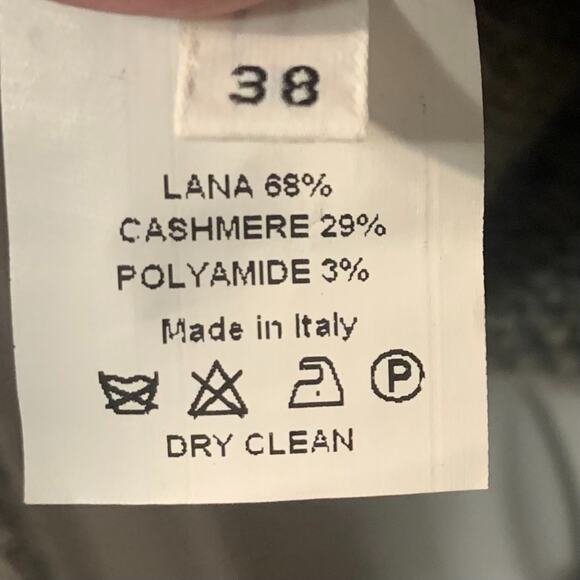 38
LANA 68%
CASHMERE 29%
POLYAMIDE 3%
Made in Italy
P
DRY CLEAN